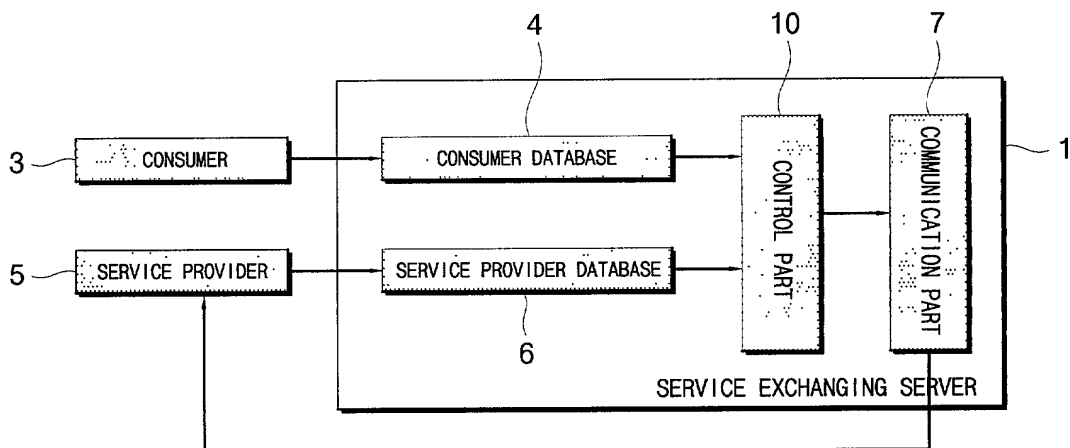 4
10
7
3
CONSUMER
CONSUMER DATABASE
CONTROL PART
COMMUNICATION PART
1
5
SERVICE PROVIDER
SERVICE PROVIDER DATABASE
6
SERVICE EXCHANGING SERVER